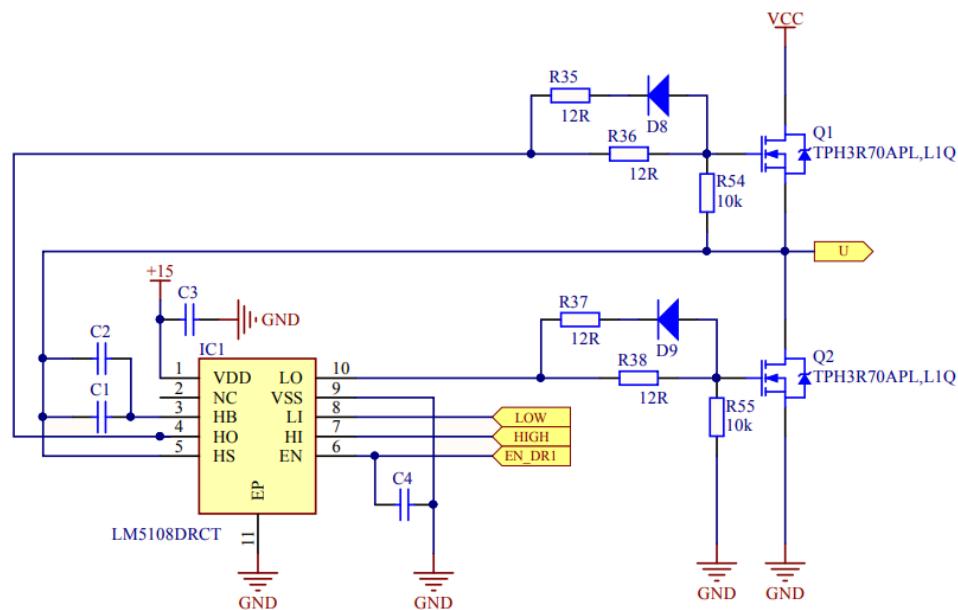 VCC
R35
12R
D8
R36
12R
Q1
TPH3R70APL,L1Q
R54
10k
U
+15
C3
GND
C2
C1
IC1
1 VDD LO 10
2 NC VSS 9
3 HB LI 8
4 HO HI 7
5 HS EN 6
EP
11
LM5108DRCT
GND
LOW
HIGH
EN_DR1
C4
GND
R37
12R
D9
R38
12R
Q2
TPH3R70APL,L1Q
R55
10k
GND
GND